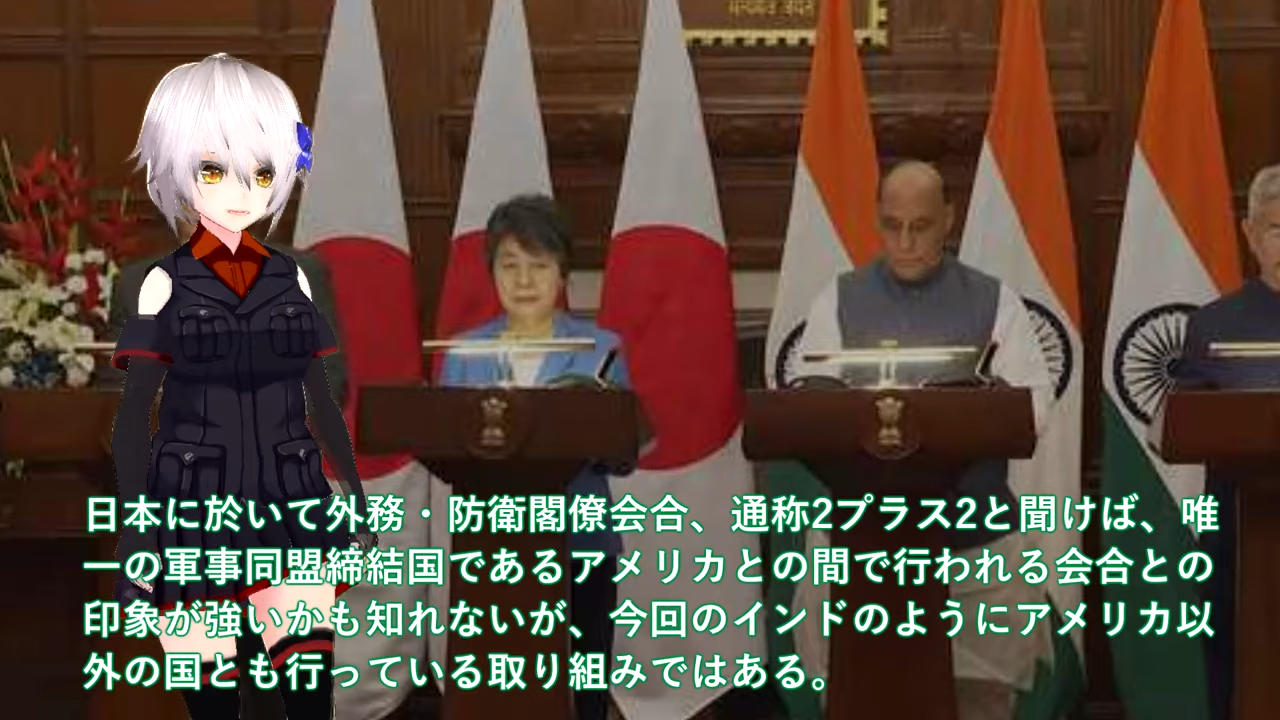 日本に於いて外務・防衛閣僚会合、通称2プラス2と聞けば、唯
一の軍事同盟締結国であるアメリカとの間で行われる会合との
印象が強いかも知れないが、今回のインドのようにアメリカ以
外の国とも行っている取り組みではある。